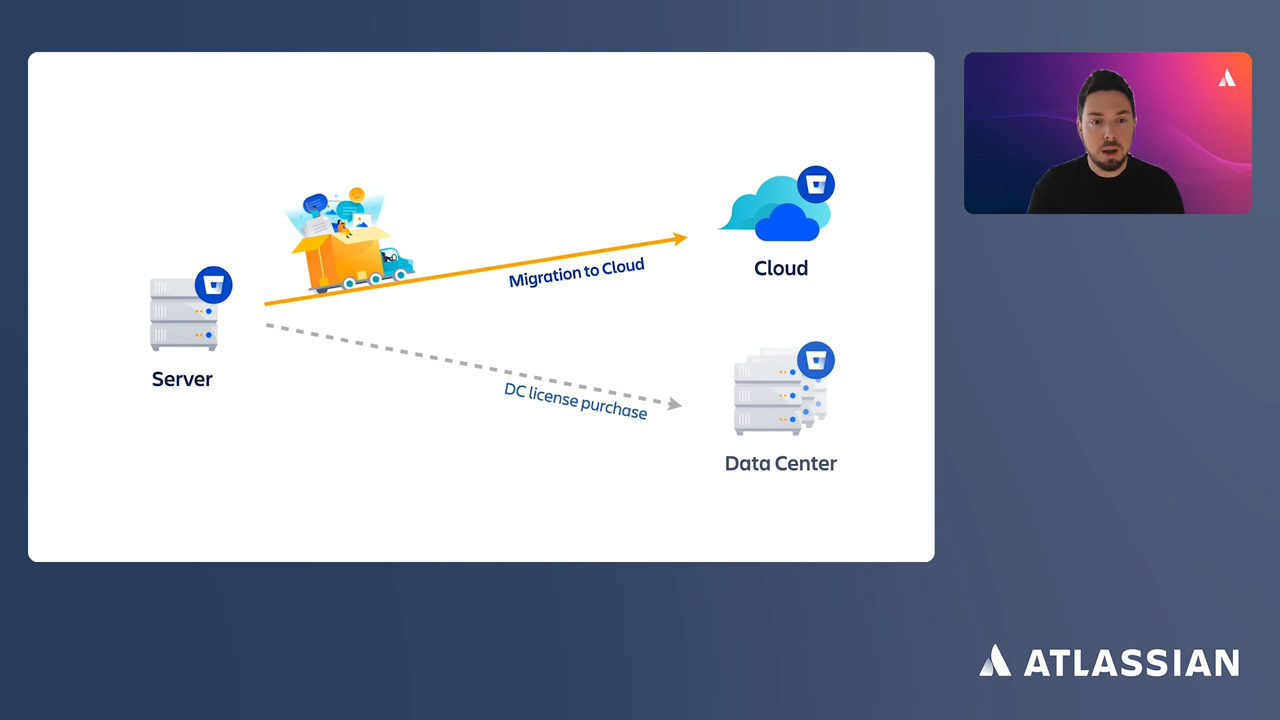 Migration to Cloud
Cloud
Server
DC license purchase
Data Center
ATLASSIAN